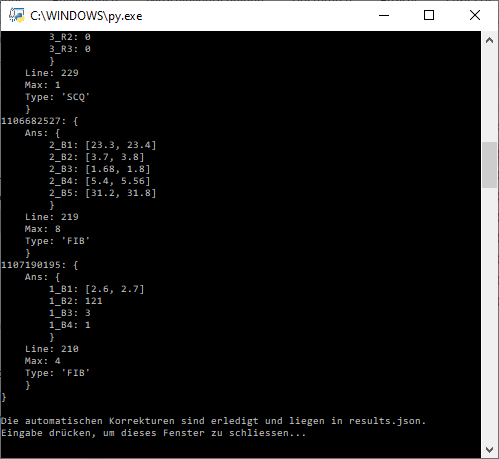 C:\WINDOWS\py.exe
3_R2: 0
3_R3: 0
}
Line: 229
Max: 1
Type: 'SCQ'
}
1106682527: {
Ans: {
2_B1: [23.3, 23.4]
2_B2: [3.7, 3.8]
2_B3: [1.68, 1.8]
2_B4: [5.4, 5.56]
2_B5: [31.2, 31.8]
}
Line: 219
Max: 8
Type: 'FIB'
}
1107190195: {
Ans: {
1_B1: [2.6, 2.7]
1_B2: 121
1_B3: 3
1_B4: 1
}
Line: 210
Max: 4
Type: 'FIB'
}
}
Die automatischen Korrekturen sind erledigt und liegen in results.json.
Eingabe drücken, um dieses Fenster zu schliessen...